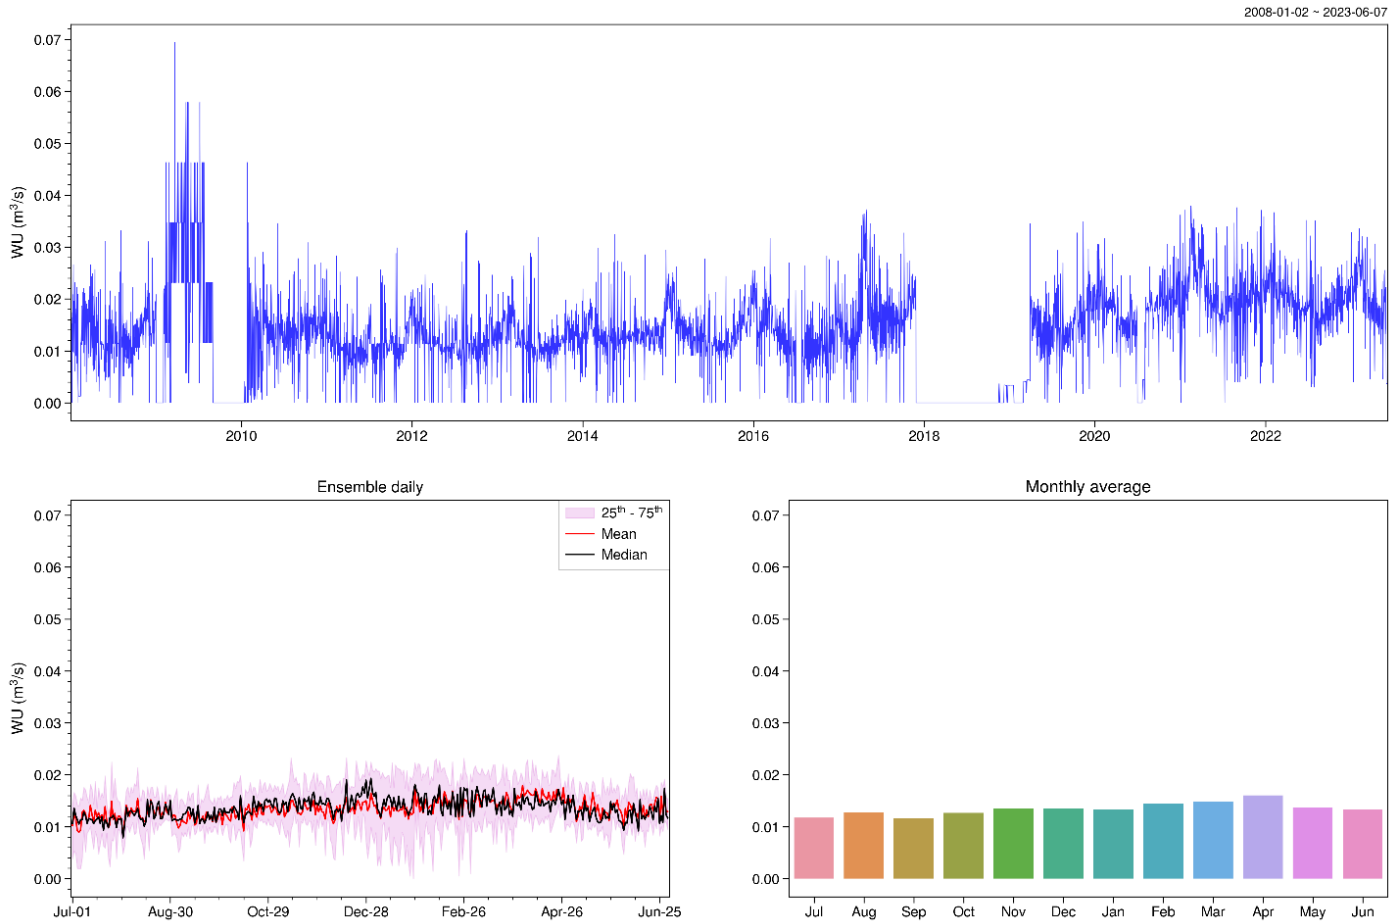 2008-01-02 ~ 2023-06-07
WU (m³/s)
0.07
0.06
0.05
0.04
0.03
0.02
0.01
0.00
2010 2012 2014 2016 2018 2020 2022
Ensemble daily
WU (m³/s)
0.07
0.06
0.05
0.04
0.03
0.02
0.01
0.00
25th - 75th
Mean
Median
Jul-01 Aug-30 Oct-29 Dec-28 Feb-26 Apr-26 Jun-25
Monthly average
0.07
0.06
0.05
0.04
0.03
0.02
0.01
0.00
Jul Aug Sep Oct Nov Dec Jan Feb Mar Apr May Jun